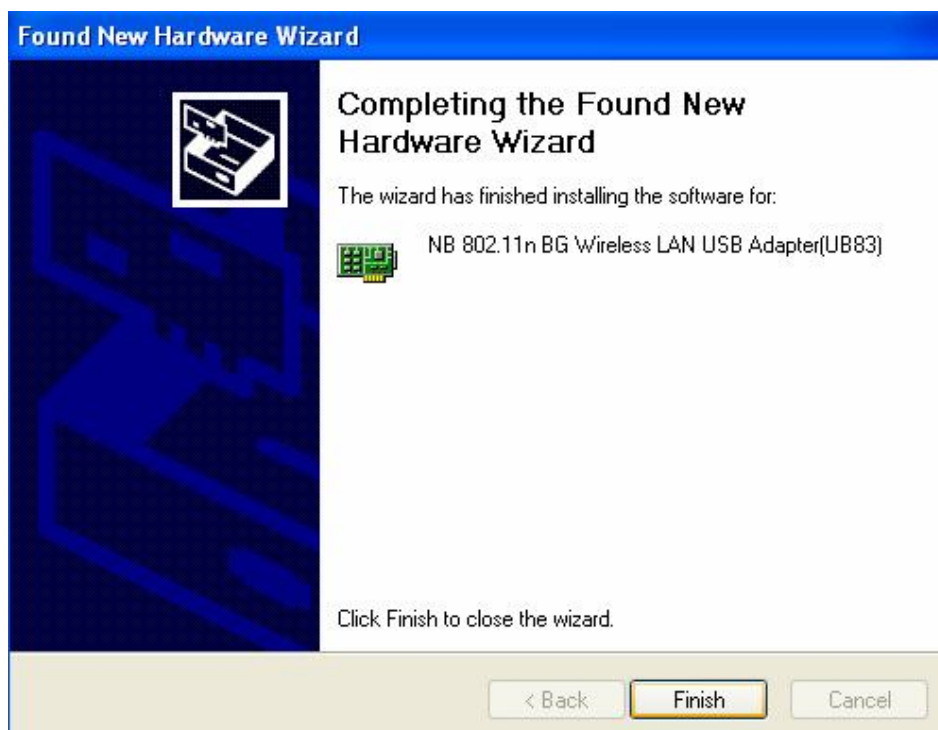 Found New Hardware Wizard
Completing the Found New
Hardware Wizard
The wizard has finished installing the software for:
NB 802.11n BG Wireless LAN USB Adapter(UB83)
Click Finish to close the wizard.
< Back Finish Cancel